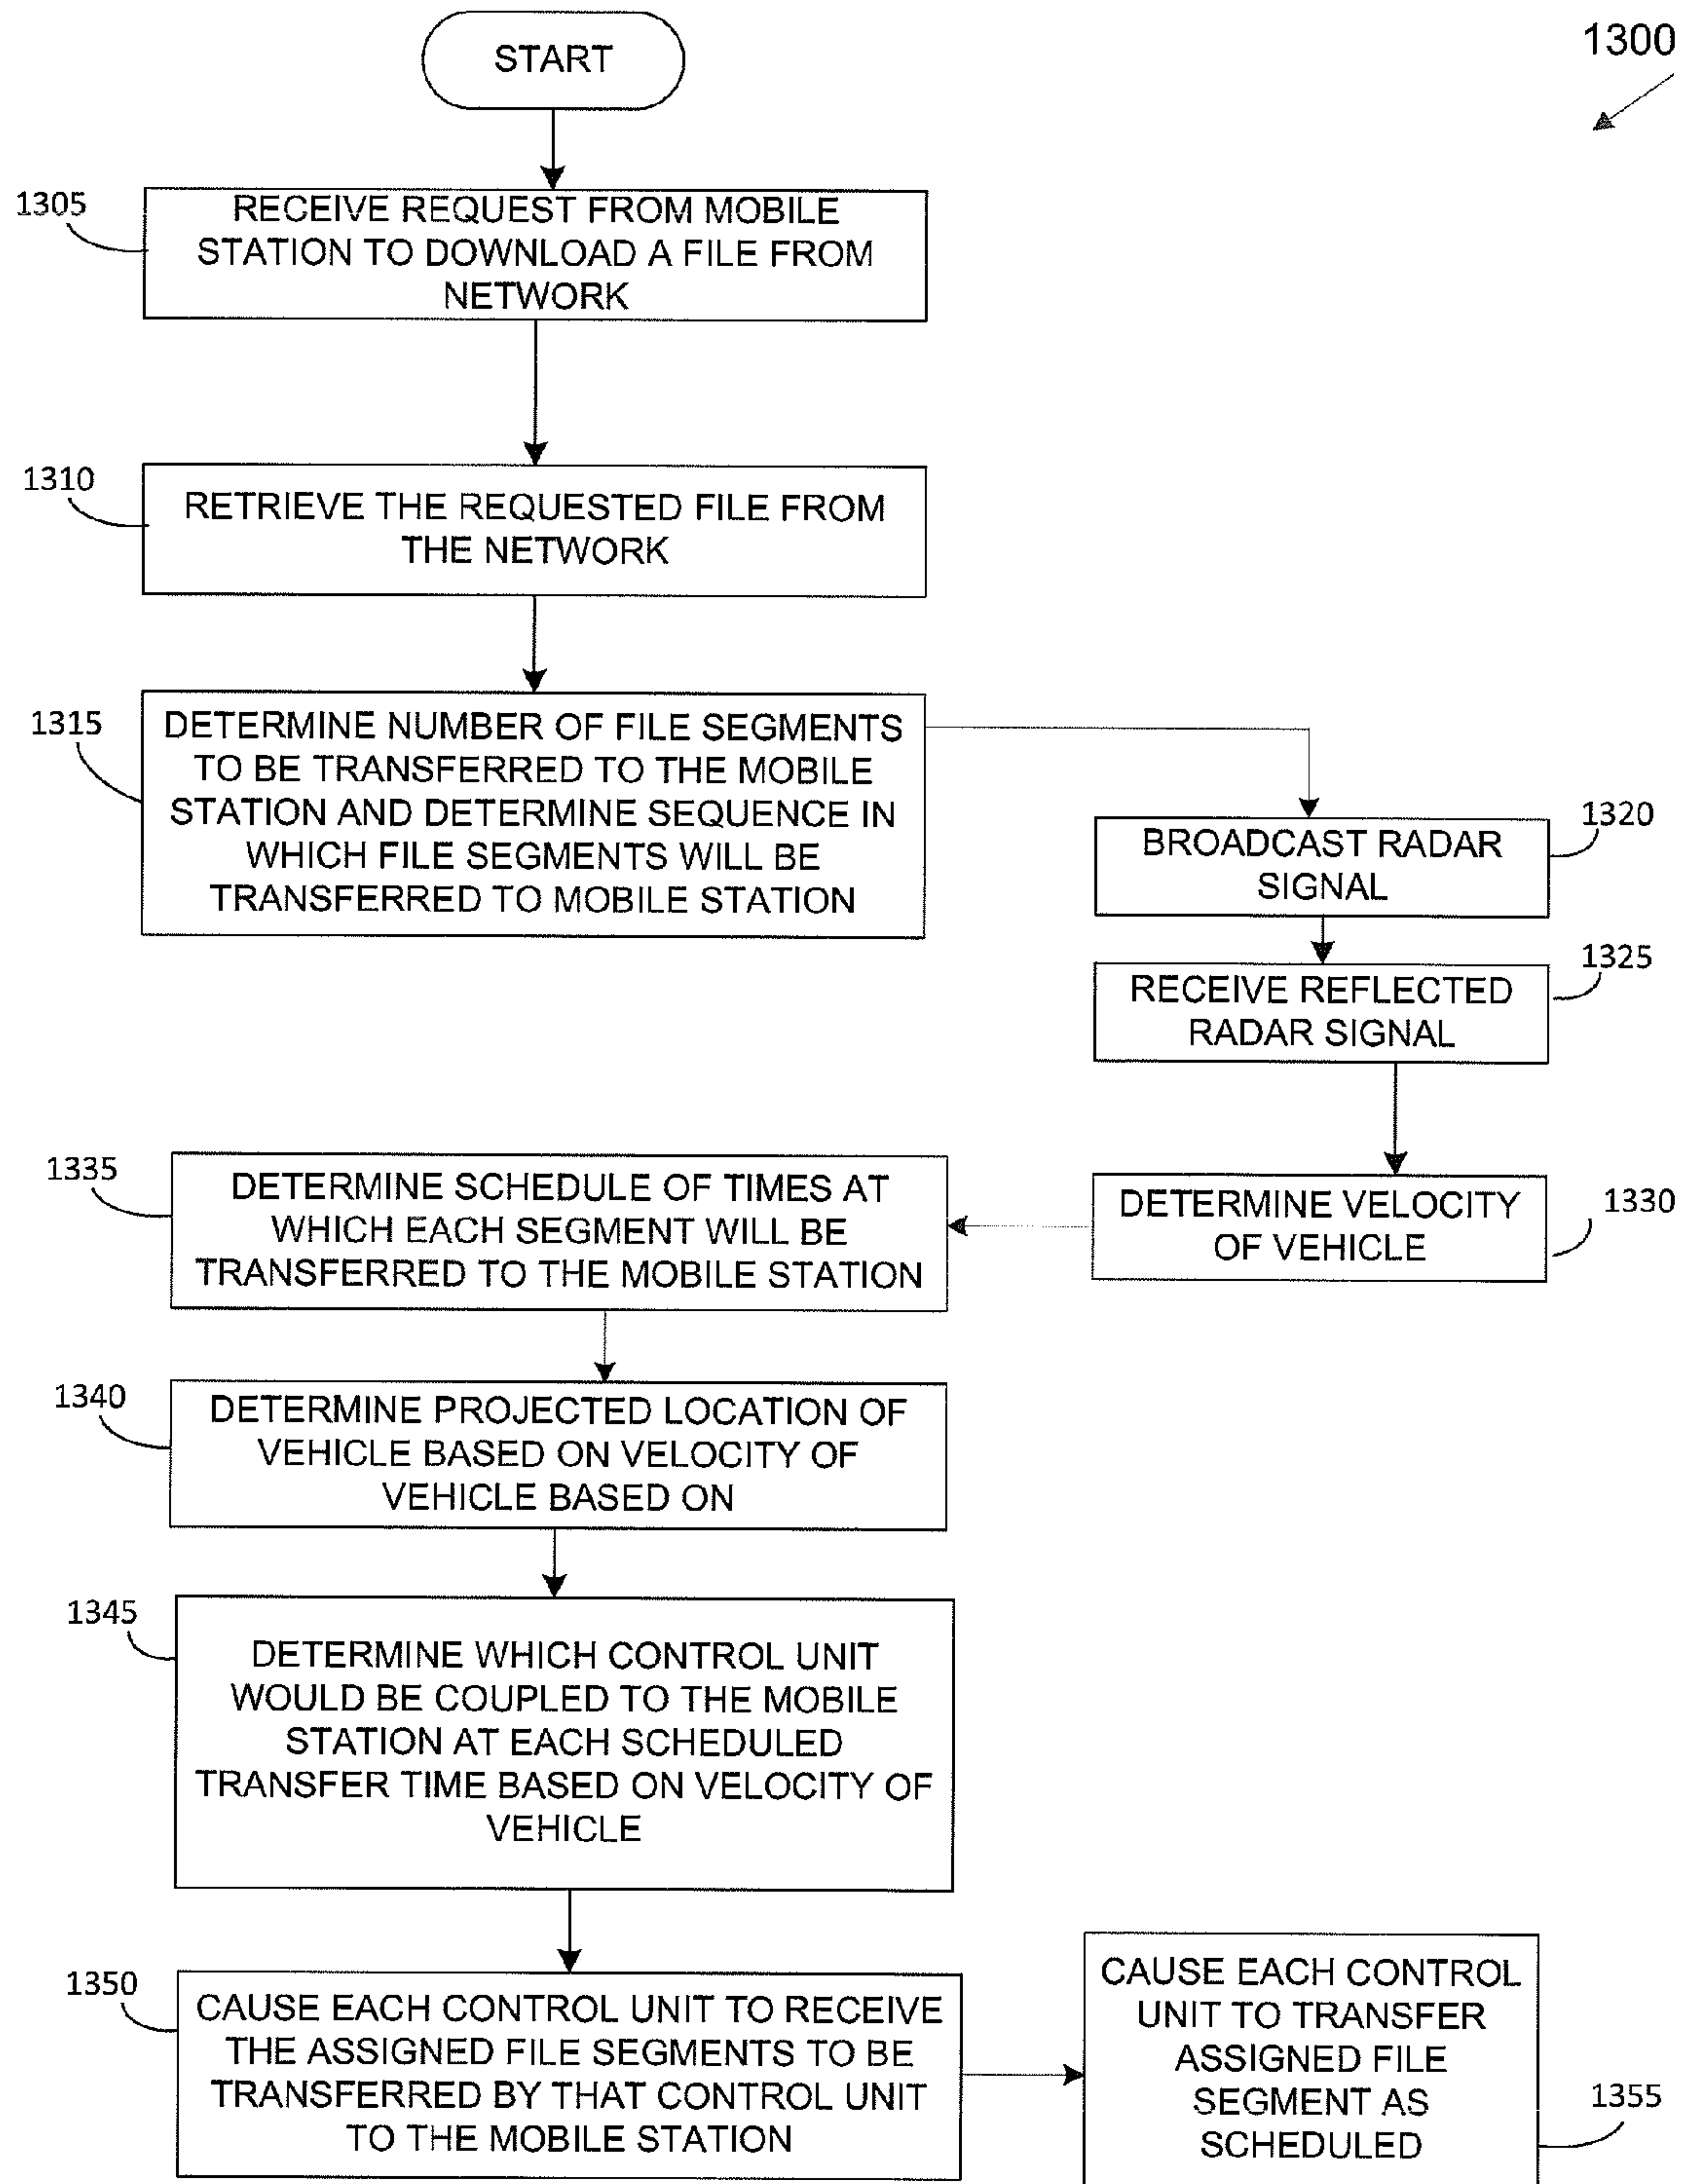 START
1300
1305
RECEIVE REQUEST FROM MOBILE
STATION TO DOWNLOAD A FILE FROM
NETWORK
1310
RETRIEVE THE REQUESTED FILE FROM
THE NETWORK
1315
DETERMINE NUMBER OF FILE SEGMENTS
TO BE TRANSFERRED TO THE MOBILE
STATION AND DETERMINE SEQUENCE IN
WHICH FILE SEGMENTS WILL BE
TRANSFERRED TO MOBILE STATION
1320
BROADCAST RADAR
SIGNAL
1325
RECEIVE REFLECTED
RADAR SIGNAL
1330
DETERMINE VELOCITY
OF VEHICLE
1335
DETERMINE SCHEDULE OF TIMES AT
WHICH EACH SEGMENT WILL BE
TRANSFERRED TO THE MOBILE STATION
1340
DETERMINE PROJECTED LOCATION OF
VEHICLE BASED ON VELOCITY OF
VEHICLE BASED ON
1345
DETERMINE WHICH CONTROL UNIT
WOULD BE COUPLED TO THE MOBILE
STATION AT EACH SCHEDULED
TRANSFER TIME BASED ON VELOCITY OF
VEHICLE
1350
CAUSE EACH CONTROL UNIT TO RECEIVE
THE ASSIGNED FILE SEGMENTS TO BE
TRANSFERRED BY THAT CONTROL UNIT
TO THE MOBILE STATION
CAUSE EACH CONTROL
UNIT TO TRANSFER
ASSIGNED FILE
SEGMENT AS
SCHEDULED
1355